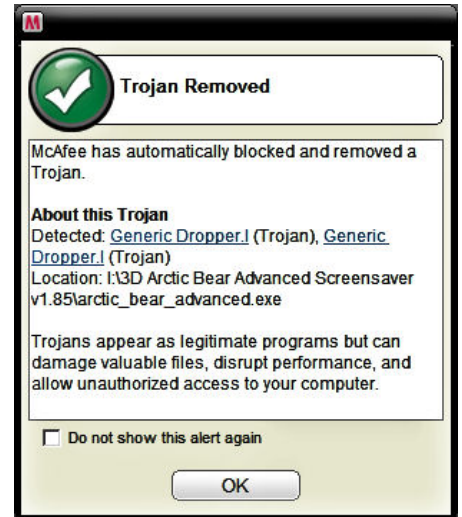 M
Trojan Removed
McAfee has automatically blocked and removed a
Trojan.
About this Trojan
Detected: Generic Dropper.l (Trojan), Generic
Dropper.l (Trojan)
Location: I:\3D Arctic Bear Advanced Screensaver
v1.85\arctic_bear_advanced.exe
Trojans appear as legitimate programs but can
damage valuable files, disrupt performance, and
allow unauthorized access to your computer.
Do not show this alert again
OK